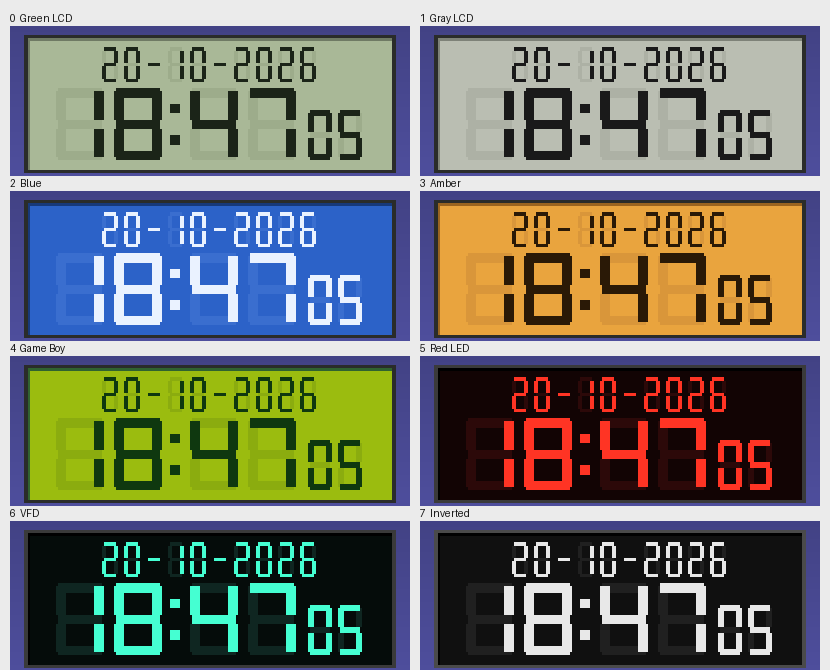 0 Green LCD
20-10-2026
18:47 05
1 Gray LCD
20-10-2026
18:47 05
2 Blue
20-10-2026
18:47 05
3 Amber
20-10-2026
18:47 05
4 Game Boy
20-10-2026
18:47 05
5 Red LED
20-10-2026
18:47 05
6 VFD
20-10-2026
18:47 05
7 Inverted
20-10-2026
18:47 05